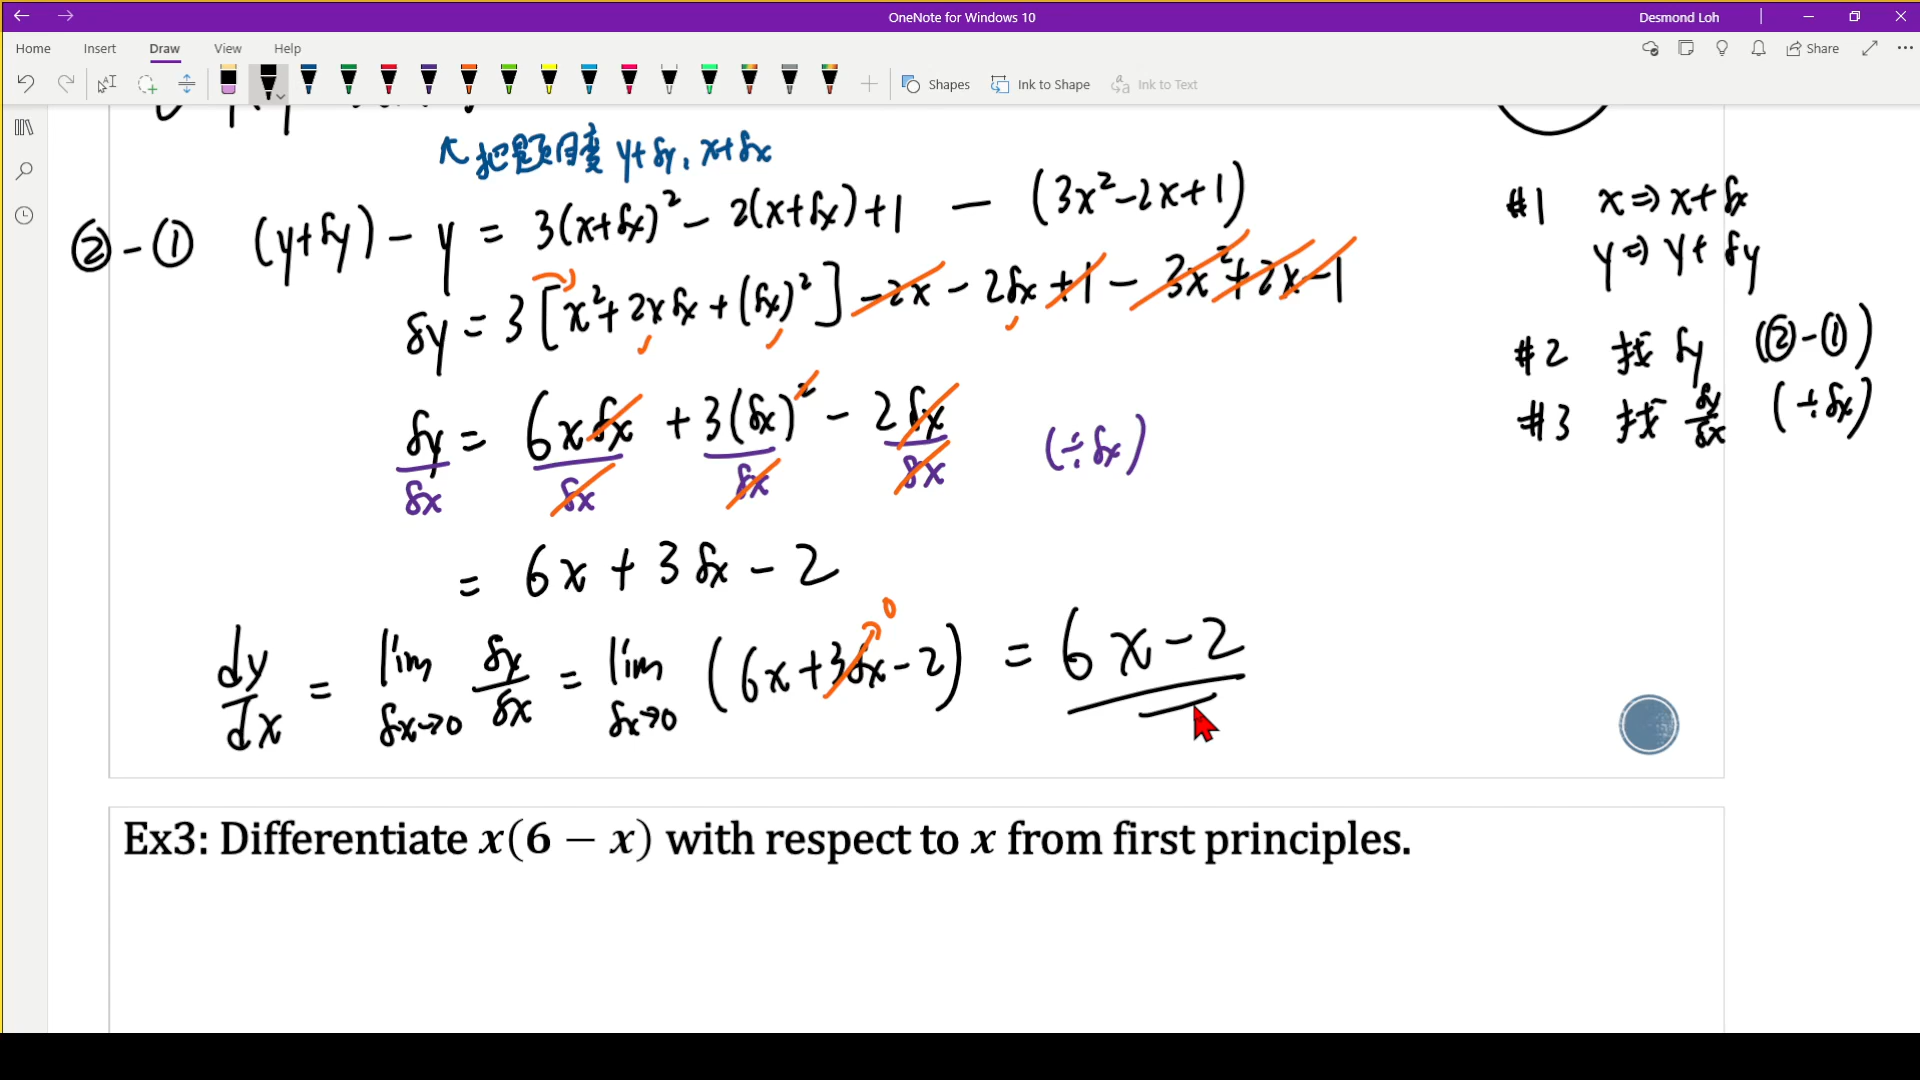 OneNote for Windows 10
Desmond Loh
Home Insert Draw View Help
Share
Shapes Ink to Shape Ink to Text
↖ 把题目变 y+δy, x+δx
②-① (y+δy) - y = 3(x+δx)² - 2(x+δx)+1 - (3x²-2x+1)
δy = 3[x²+2xδx+(δx)²] -2x - 2δx +1 - 3x²+2x-1
δy/δx = 6xδx/δx + 3(δx)²/δx - 2δx/δx (÷δx)
= 6x + 3δx - 2
dy/dx = lim δx→0 δy/δx = lim δx→0 (6x+3δx-2) = 6x-2
0
#1 x⇒x+δx
y⇒y+δy
#2 找 δy (②-①)
#3 找 δy/δx (÷δx)
Ex3: Differentiate x(6 − x) with respect to x from first principles.